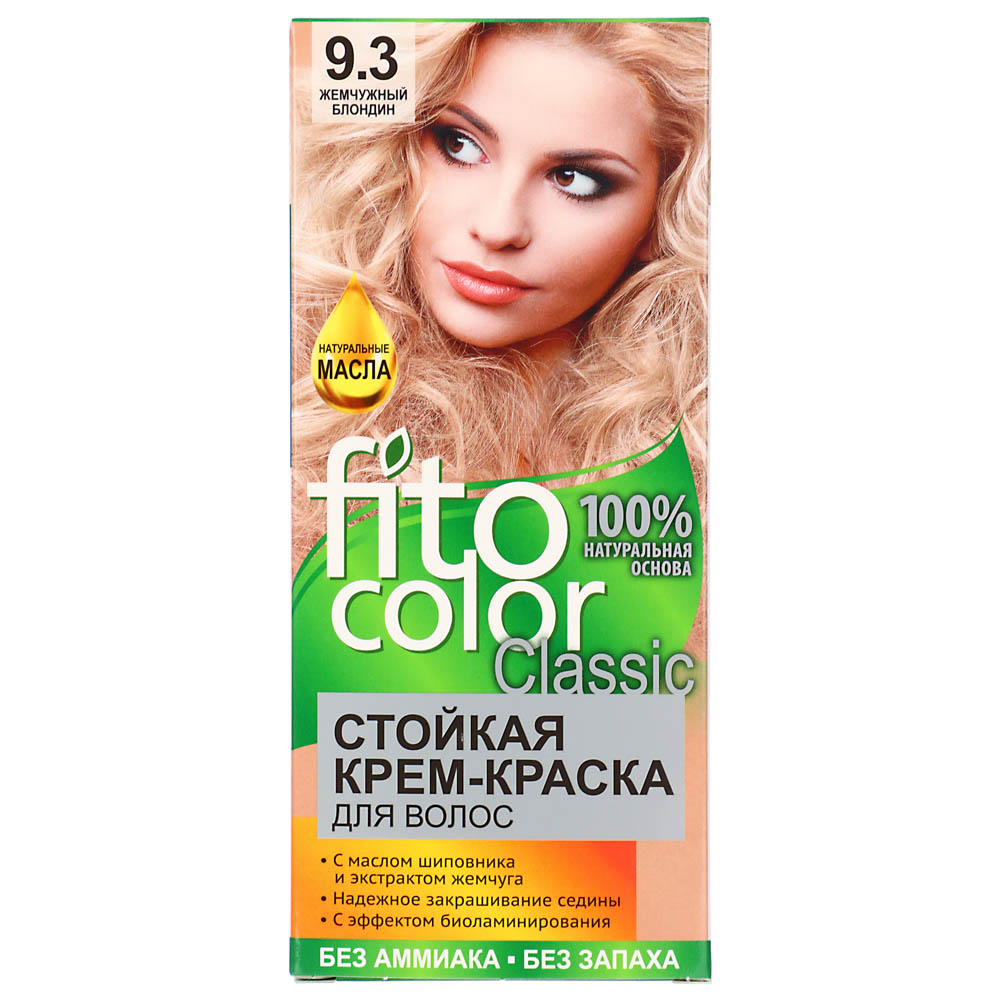 9.3
ЖЕМЧУЖНЫЙ
БЛОНДИН
НАТУРАЛЬНЫЕ
МАСЛА
fito
color
Classic
100%
НАТУРАЛЬНАЯ
ОСНОВА
СТОЙКАЯ
КРЕМ-КРАСКА
ДЛЯ ВОЛОС
• С маслом шиповника
и экстрактом жемчуга
• Надежное закрашивание седины
• С эффектом биоламинирования
БЕЗ АММИАКА • БЕЗ ЗАПАХА